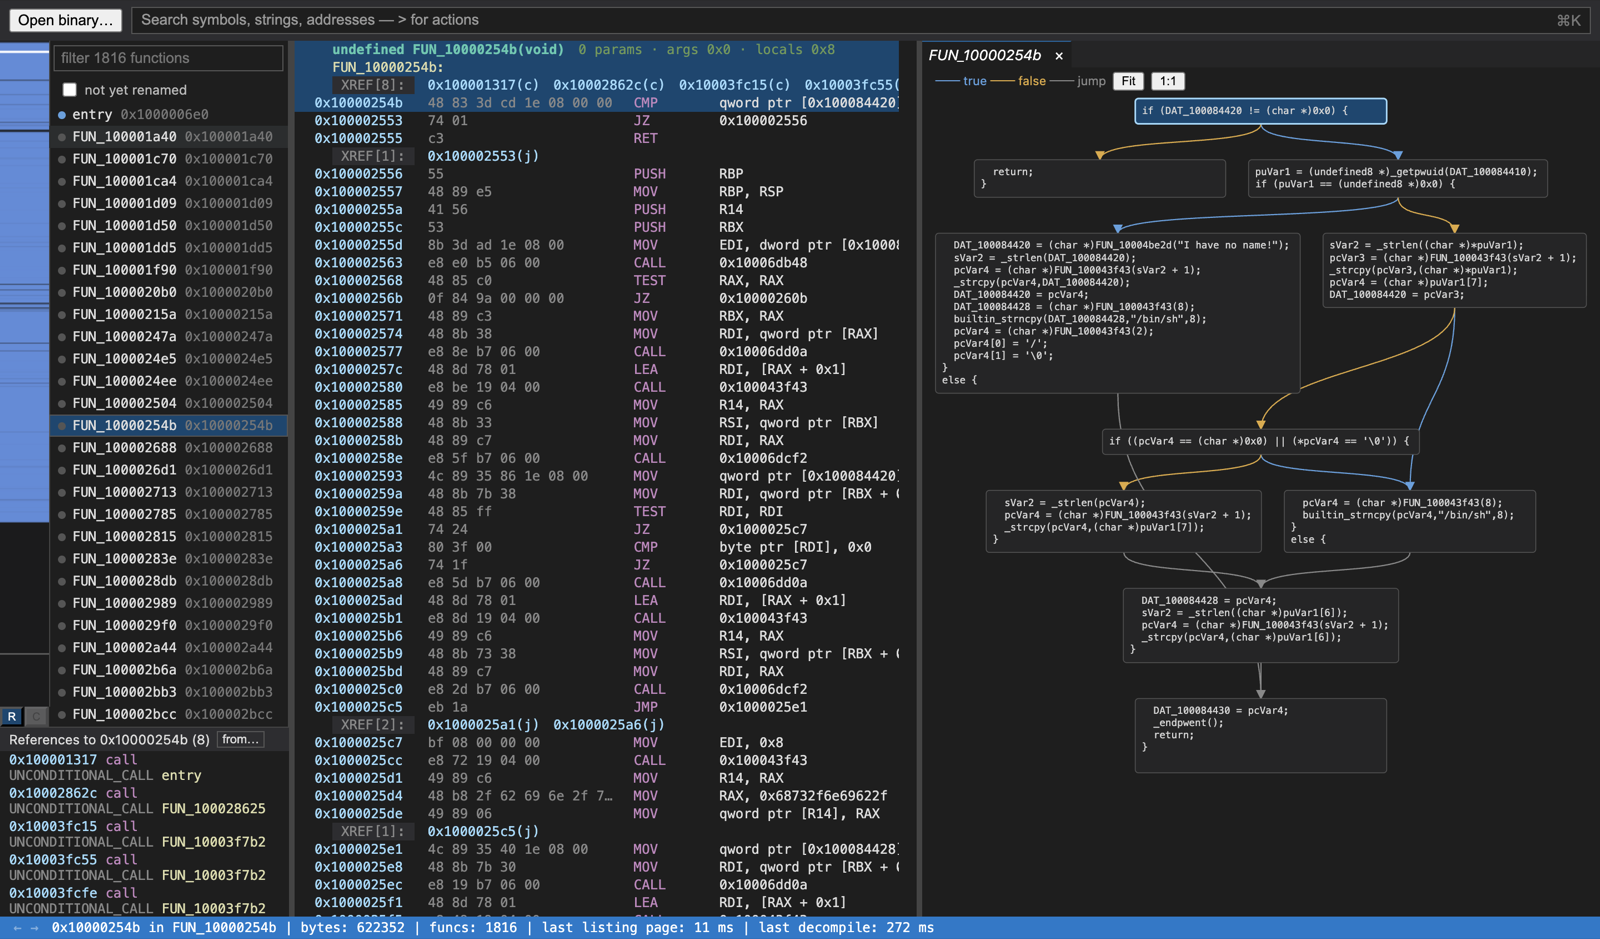 Open binary…
Search symbols, strings, addresses — > for actions
⌘K
filter 1816 functions
not yet renamed
entry 0x1000006e0
FUN_100001a40 0x100001a40
FUN_100001c70 0x100001c70
FUN_100001ca4 0x100001ca4
FUN_100001d09 0x100001d09
FUN_100001d50 0x100001d50
FUN_100001dd5 0x100001dd5
FUN_100001f90 0x100001f90
FUN_1000020b0 0x1000020b0
FUN_10000215a 0x10000215a
FUN_10000247a 0x10000247a
FUN_1000024e5 0x1000024e5
FUN_1000024ee 0x1000024ee
FUN_100002504 0x100002504
FUN_10000254b 0x10000254b
FUN_100002688 0x100002688
FUN_1000026d1 0x1000026d1
FUN_100002713 0x100002713
FUN_100002785 0x100002785
FUN_100002815 0x100002815
FUN_10000283e 0x10000283e
FUN_1000028db 0x1000028db
FUN_100002989 0x100002989
FUN_1000029f0 0x1000029f0
FUN_100002a44 0x100002a44
FUN_100002b6a 0x100002b6a
FUN_100002bb3 0x100002bb3
FUN_100002bcc 0x100002bcc
R C
References to 0x10000254b (8) from…
0x100001317 call
UNCONDITIONAL_CALL entry
0x10002862c call
UNCONDITIONAL_CALL FUN_100028625
0x10003fc15 call
UNCONDITIONAL_CALL FUN_10003f7b2
0x10003fc55 call
UNCONDITIONAL_CALL FUN_10003f7b2
0x10003fcfe call
UNCONDITIONAL_CALL FUN_10003f7b2
undefined FUN_10000254b(void) 0 params · args 0x0 · locals 0x8
FUN_10000254b:
XREF[8]: 0x100001317(c) 0x10002862c(c) 0x10003fc15(c) 0x10003fc55(
0x10000254b 48 83 3d cd 1e 08 00 00 CMP qword ptr [0x100084420]
0x100002553 74 01 JZ 0x100002556
0x100002555 c3 RET
XREF[1]: 0x100002553(j)
0x100002556 55 PUSH RBP
0x100002557 48 89 e5 MOV RBP, RSP
0x10000255a 41 56 PUSH R14
0x10000255c 53 PUSH RBX
0x10000255d 8b 3d ad 1e 08 00 MOV EDI, dword ptr [0x10008
0x100002563 e8 e0 b5 06 00 CALL 0x10006db48
0x100002568 48 85 c0 TEST RAX, RAX
0x10000256b 0f 84 9a 00 00 00 JZ 0x10000260b
0x100002571 48 89 c3 MOV RBX, RAX
0x100002574 48 8b 38 MOV RDI, qword ptr [RAX]
0x100002577 e8 8e b7 06 00 CALL 0x10006dd0a
0x10000257c 48 8d 78 01 LEA RDI, [RAX + 0x1]
0x100002580 e8 be 19 04 00 CALL 0x100043f43
0x100002585 49 89 c6 MOV R14, RAX
0x100002588 48 8b 33 MOV RSI, qword ptr [RBX]
0x10000258b 48 89 c7 MOV RDI, RAX
0x10000258e e8 5f b7 06 00 CALL 0x10006dcf2
0x100002593 4c 89 35 86 1e 08 00 MOV qword ptr [0x100084420]
0x10000259a 48 8b 7b 38 MOV RDI, qword ptr [RBX + 
0x10000259e 48 85 ff TEST RDI, RDI
0x1000025a1 74 24 JZ 0x1000025c7
0x1000025a3 80 3f 00 CMP byte ptr [RDI], 0x0
0x1000025a6 74 1f JZ 0x1000025c7
0x1000025a8 e8 5d b7 06 00 CALL 0x10006dd0a
0x1000025ad 48 8d 78 01 LEA RDI, [RAX + 0x1]
0x1000025b1 e8 8d 19 04 00 CALL 0x100043f43
0x1000025b6 49 89 c6 MOV R14, RAX
0x1000025b9 48 8b 73 38 MOV RSI, qword ptr [RBX + 
0x1000025bd 48 89 c7 MOV RDI, RAX
0x1000025c0 e8 2d b7 06 00 CALL 0x10006dcf2
0x1000025c5 eb 1a JMP 0x1000025e1
XREF[2]: 0x1000025a1(j) 0x1000025a6(j)
0x1000025c7 bf 08 00 00 00 MOV EDI, 0x8
0x1000025cc e8 72 19 04 00 CALL 0x100043f43
0x1000025d1 49 89 c6 MOV R14, RAX
0x1000025d4 48 b8 2f 62 69 6e 2f 7… MOV RAX, 0x68732f6e69622f
0x1000025de 49 89 06 MOV qword ptr [R14], RAX
XREF[1]: 0x1000025c5(j)
0x1000025e1 4c 89 35 40 1e 08 00 MOV qword ptr [0x100084428]
0x1000025e8 48 8b 7b 30 MOV RDI, qword ptr [RBX + 
0x1000025ec e8 19 b7 06 00 CALL 0x10006dd0a
0x1000025f1 48 8d 78 01 LEA RDI, [RAX + 0x1]
FUN_10000254b ×
true false jump Fit 1:1
if (DAT_100084420 != (char *)0x0) {
return;
}
puVar1 = (undefined8 *)_getpwuid(DAT_100084410);
if (puVar1 == (undefined8 *)0x0) {
DAT_100084420 = (char *)FUN_10004be2d("I have no name!");
sVar2 = _strlen(DAT_100084420);
pcVar4 = (char *)FUN_100043f43(sVar2 + 1);
_strcpy(pcVar4,DAT_100084420);
DAT_100084420 = pcVar4;
DAT_100084428 = (char *)FUN_100043f43(8);
builtin_strncpy(DAT_100084428,"/bin/sh",8);
pcVar4 = (char *)FUN_100043f43(2);
pcVar4[0] = '/';
pcVar4[1] = '\0';
}
else {
sVar2 = _strlen((char *)*puVar1);
pcVar3 = (char *)FUN_100043f43(sVar2 + 1);
_strcpy(pcVar3,(char *)*puVar1);
pcVar4 = (char *)puVar1[7];
DAT_100084420 = pcVar3;
if ((pcVar4 == (char *)0x0) || (*pcVar4 == '\0')) {
sVar2 = _strlen(pcVar4);
pcVar4 = (char *)FUN_100043f43(sVar2 + 1);
_strcpy(pcVar4,(char *)puVar1[7]);
}
pcVar4 = (char *)FUN_100043f43(8);
builtin_strncpy(pcVar4,"/bin/sh",8);
}
else {
DAT_100084428 = pcVar4;
sVar2 = _strlen((char *)puVar1[6]);
pcVar4 = (char *)FUN_100043f43(sVar2 + 1);
_strcpy(pcVar4,(char *)puVar1[6]);
}
DAT_100084430 = pcVar4;
_endpwent();
return;
}
← → 0x10000254b in FUN_10000254b | bytes: 622352 | funcs: 1816 | last listing page: 11 ms | last decompile: 272 ms